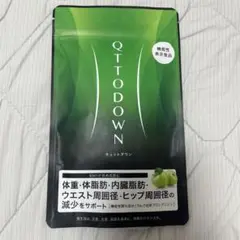 機能性
表示食品
QTTODOWN
キュットダウン
体重・体脂肪・内臓脂肪・
ウエスト周囲径・ヒップ周囲径の
減少をサポート